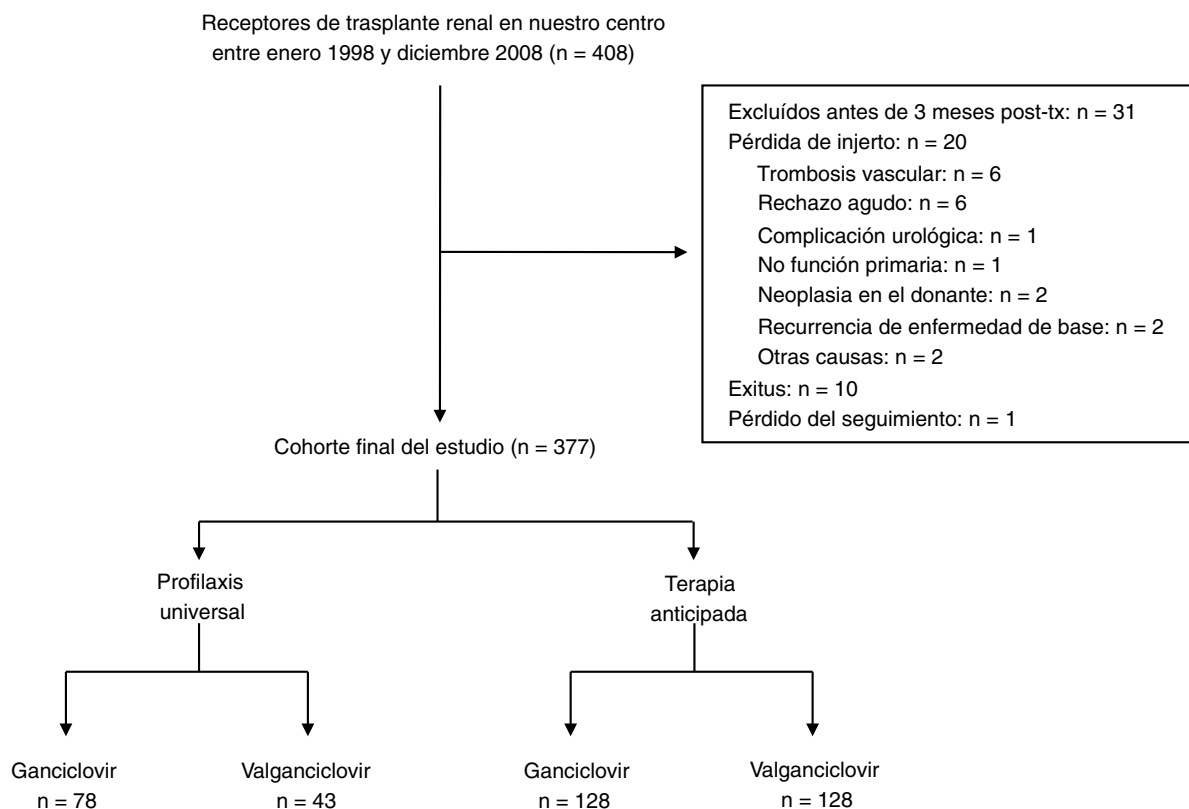 Receptores de trasplante renal en nuestro centro
entre enero 1998 y diciembre 2008 (n = 408)
Excluídos antes de 3 meses post-tx: n = 31
Pérdida de injerto: n = 20
Trombosis vascular: n = 6
Rechazo agudo: n = 6
Complicación urológica: n = 1
No función primaria: n = 1
Neoplasia en el donante: n = 2
Recurrencia de enfermedad de base: n = 2
Otras causas: n = 2
Exitus: n = 10
Pérdido del seguimiento: n = 1
Cohorte final del estudio (n = 377)
Profilaxis
universal
Terapia
anticipada
Ganciclovir
n = 78
Valganciclovir
n = 43
Ganciclovir
n = 128
Valganciclovir
n = 128